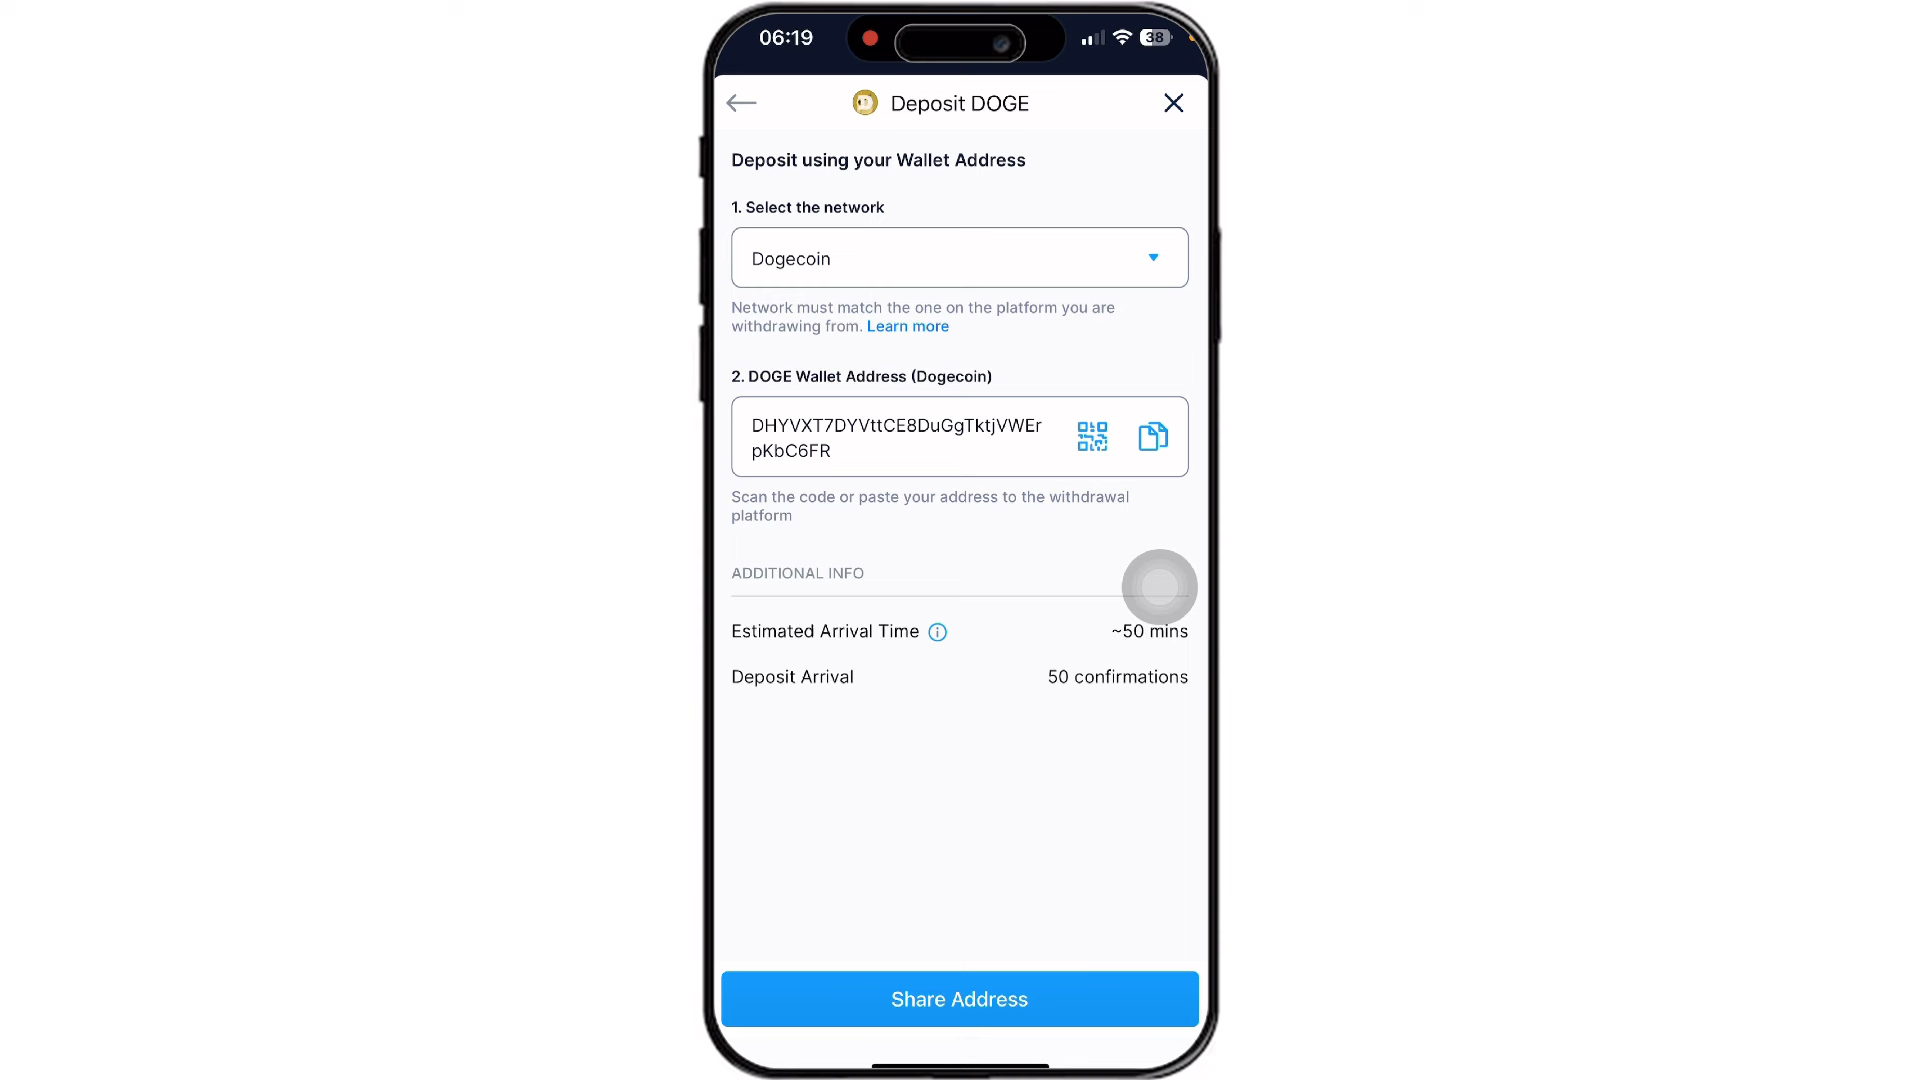 06:19
38
Deposit DOGE
Deposit using your Wallet Address
1. Select the network
Dogecoin
Network must match the one on the platform you are
withdrawing from. Learn more
2. DOGE Wallet Address (Dogecoin)
DHYVXT7DYVttCE8DuGgTktjVWEr
pKbC6FR
Scan the code or paste your address to the withdrawal
platform
ADDITIONAL INFO
Estimated Arrival Time ~50 mins
Deposit Arrival 50 confirmations
Share Address